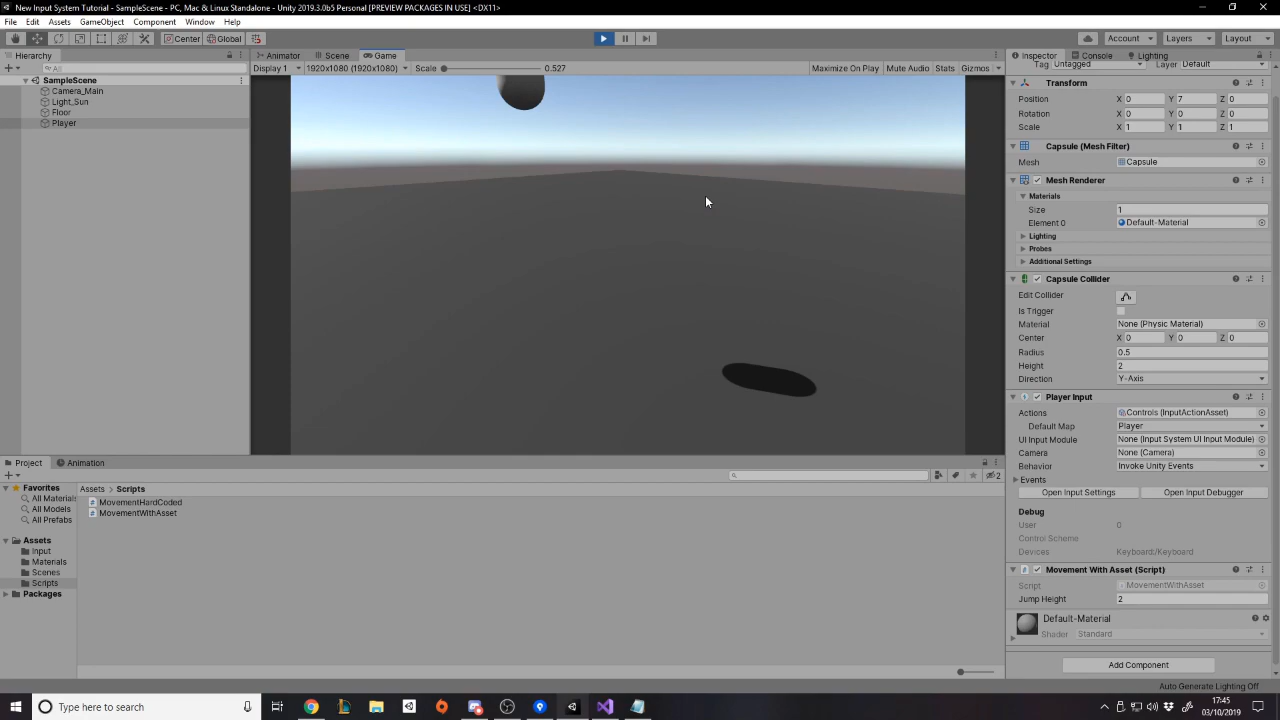 New Input System Tutorial - SampleScene - PC, Mac & Linux Standalone - Unity 2019.3.0b5 Personal [PREVIEW PACKAGES IN USE] <DX11>
File Edit Assets GameObject Component Window Help
Center Global Account Layers Layout
Hierarchy Animator Scene Game Inspector Console Lighting
All Display 1 1920x1080 (1920x1080) Scale 0.527 Maximize On Play Mute Audio Stats Gizmos Tag Untagged Layer Default
SampleScene
Camera_Main
Light_Sun
Floor
Player
Transform
Position X 0 Y 7 Z 0
Rotation X 0 Y 0 Z 0
Scale X 1 Y 1 Z 1
Capsule (Mesh Filter)
Mesh Capsule
Mesh Renderer
Materials
Size 1
Element 0 Default-Material
Lighting
Probes
Additional Settings
Capsule Collider
Edit Collider
Is Trigger
Material None (Physic Material)
Center X 0 Y 0 Z 0
Radius 0.5
Height 2
Direction Y-Axis
Player Input
Actions Controls (InputActionAsset)
Default Map Player
UI Input Module None (Input System UI Input Module)
Camera None (Camera)
Behavior Invoke Unity Events
Events
Open Input Settings Open Input Debugger
Debug
User 0
Control Scheme
Devices Keyboard:/Keyboard
Movement With Asset (Script)
Script MovementWithAsset
Jump Height 2
Default-Material
Shader Standard
Add Component
Project Animation
2
Favorites
All Materials
All Models
All Prefabs
Assets
Input
Materials
Scenes
Scripts
Packages
Assets > Scripts
MovementHardCoded
MovementWithAsset
Auto Generate Lighting Off
Type here to search
17:45
03/10/2019